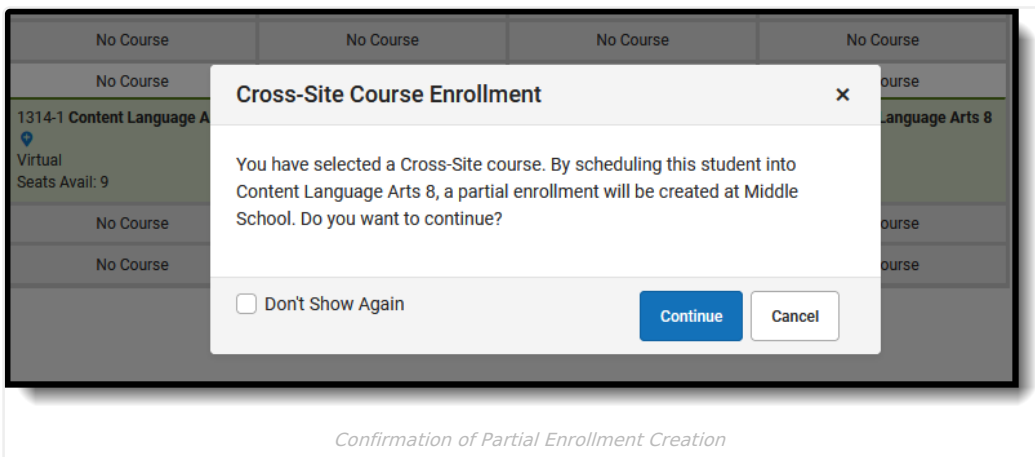 No Course No Course No Course No Course
No Course
ourse
Cross-Site Course Enrollment ×
1314-1 Content Language A
Language Arts 8
Virtual
Seats Avail: 9
You have selected a Cross-Site course. By scheduling this student into
Content Language Arts 8, a partial enrollment will be created at Middle
School. Do you want to continue?
No Course
ourse
No Course
ourse
Don't Show Again
Continue
Cancel
Confirmation of Partial Enrollment Creation